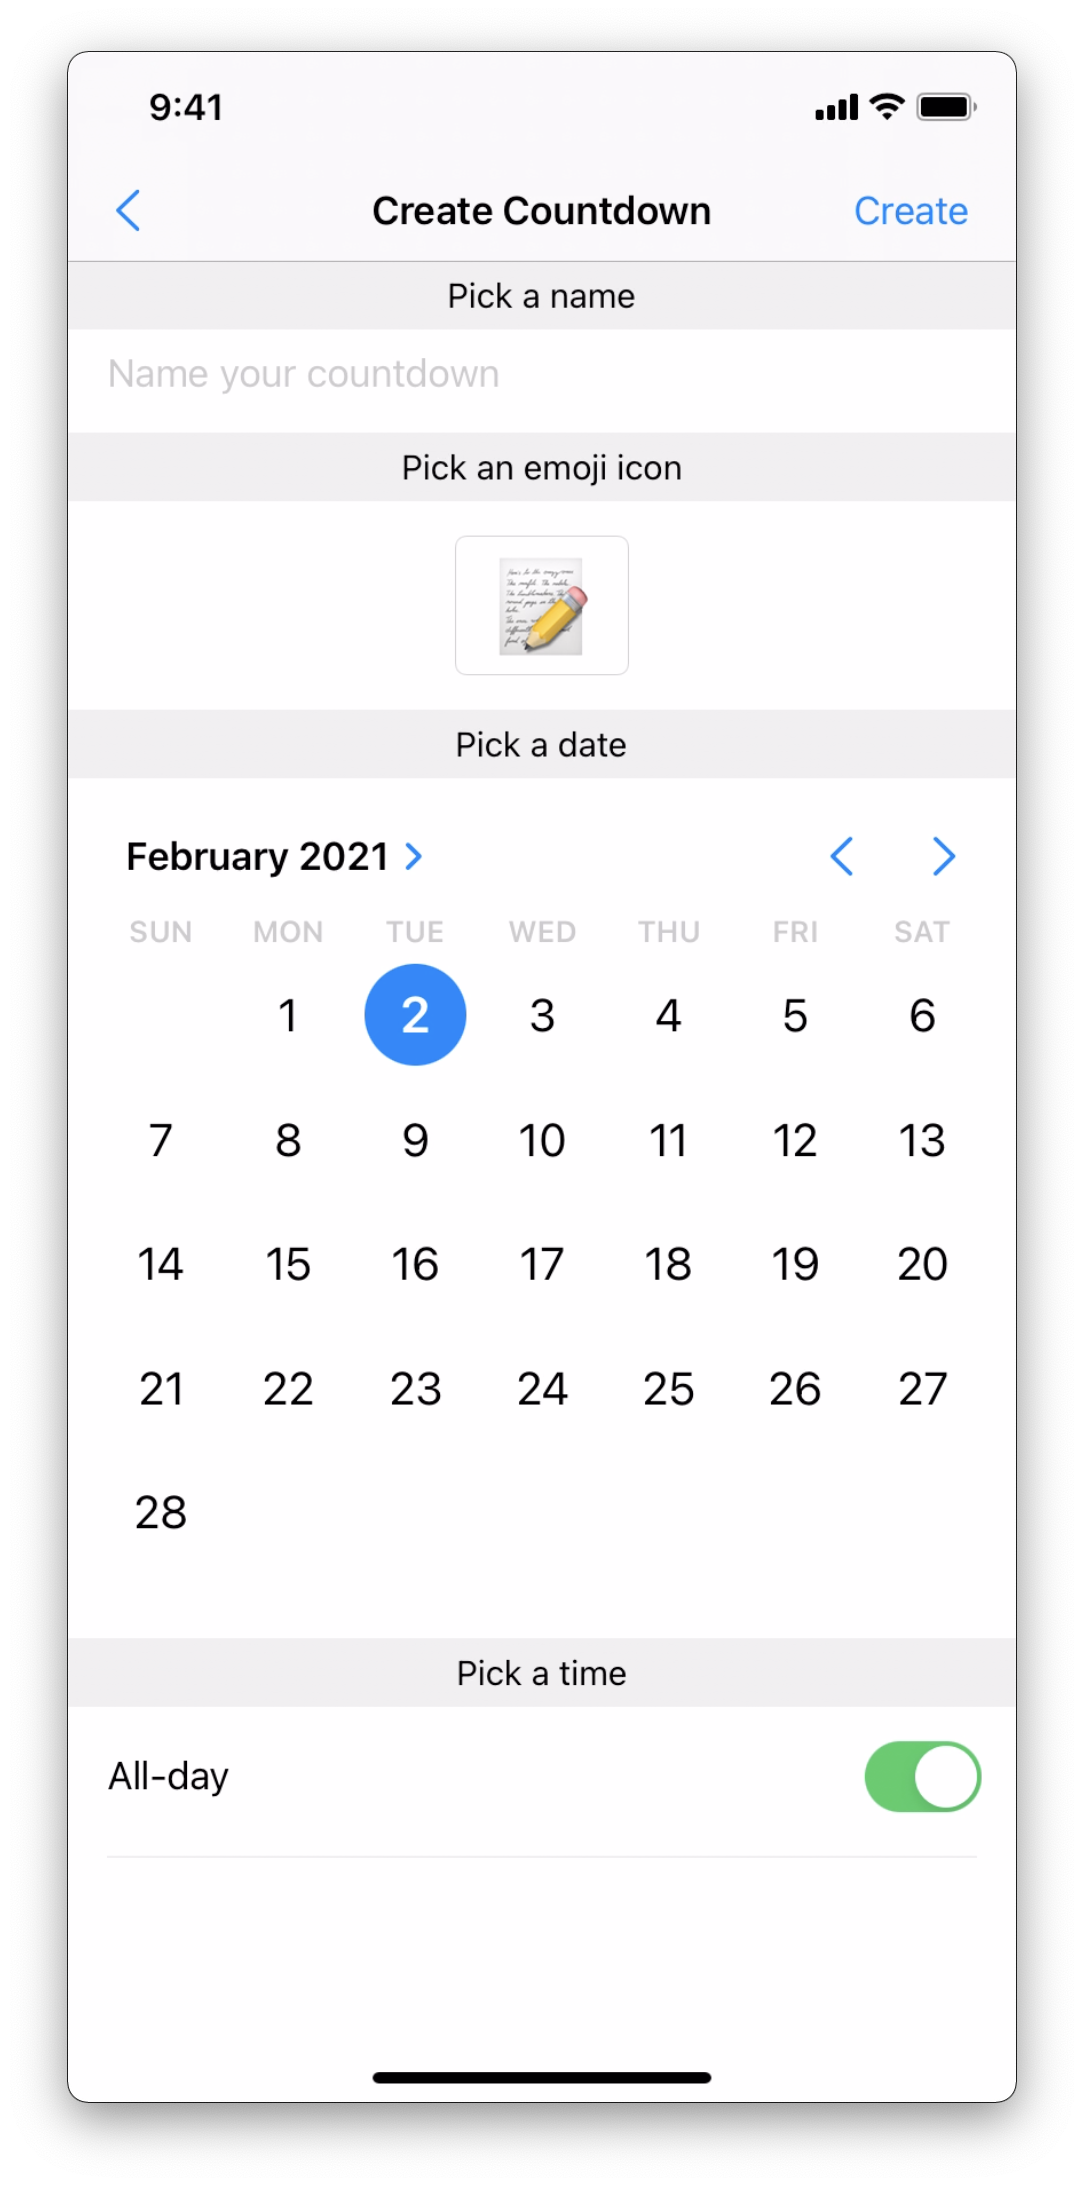 9:41
Create Countdown Create
Pick a name
Name your countdown
Pick an emoji icon
Pick a date
February 2021
SUN MON TUE WED THU FRI SAT
1 2 3 4 5 6
7 8 9 10 11 12 13
14 15 16 17 18 19 20
21 22 23 24 25 26 27
28
Pick a time
All-day